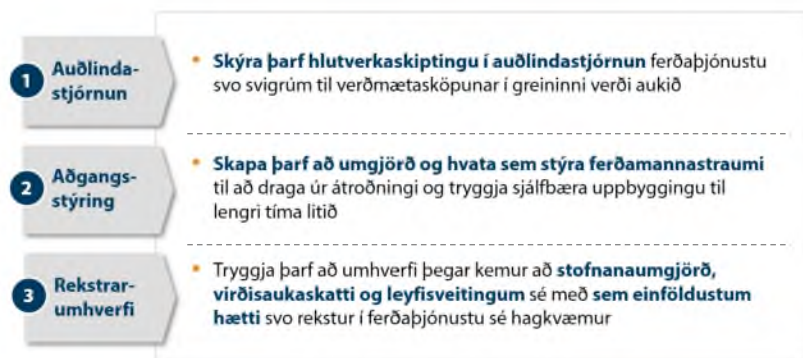 1
Auðlinda-
stjórnun
• Skýra þarf hlutverkaskiptingu í auðlindastjórnun ferðaþjónustu
svo svigrúm til verðmætasköpunar í greininni verði aukið
2
Aðgangs-
stýring
• Skapa þarf að umgjörð og hvata sem stýra ferðamannastraumi
til að draga úr átroðningi og tryggja sjálfbæra uppbyggingu til
lengri tíma litið
3
Rekstrar-
umhverfi
• Tryggja þarf að umhverfi þegar kemur að stofnanaumgjörð,
virðisaukaskatti og leyfisveitingum sé með sem einföldustum
hætti svo rekstur í ferðaþjónustu sé hagkvæmur